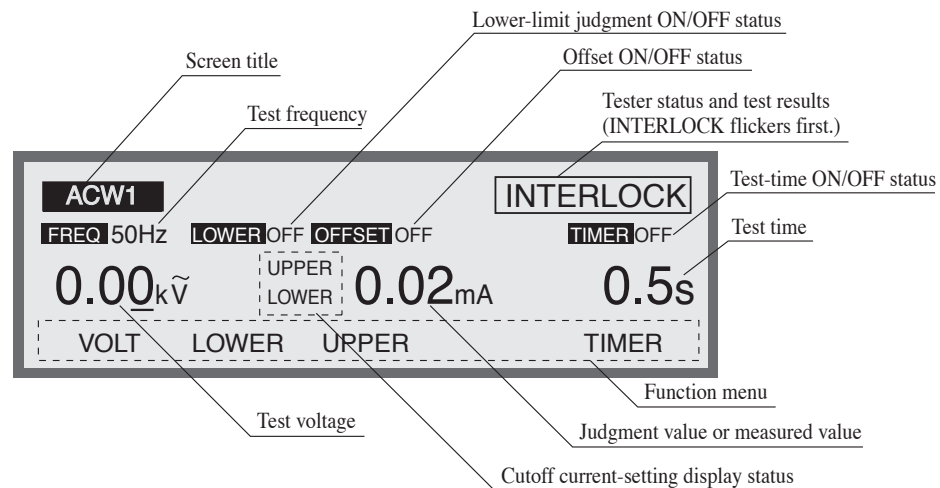 Lower-limit judgment ON/OFF status
Screen title
Offset ON/OFF status
Test frequency
Tester status and test results
(INTERLOCK flickers first.)
Test-time ON/OFF status
ACW1
INTERLOCK
FREQ 50Hz LOWER OFF OFFSET OFF TIMER OFF
Test time
UPPER
0.00kṼ LOWER 0.02mA 0.5s
VOLT LOWER UPPER TIMER
Function menu
Test voltage
Judgment value or measured value
Cutoff current-setting display status